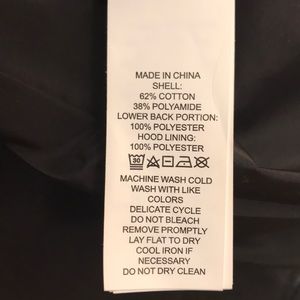 MADE IN CHINA
SHELL:
62% COTTON
38% POLYAMIDE
LOWER BACK PORTION:
100% POLYESTER
HOOD LINING:
100% POLYESTER
30
MACHINE WASH COLD
WASH WITH LIKE
COLORS
DELICATE CYCLE
DO NOT BLEACH
REMOVE PROMPTLY
LAY FLAT TO DRY
COOL IRON IF
NECESSARY
DO NOT DRY CLEAN